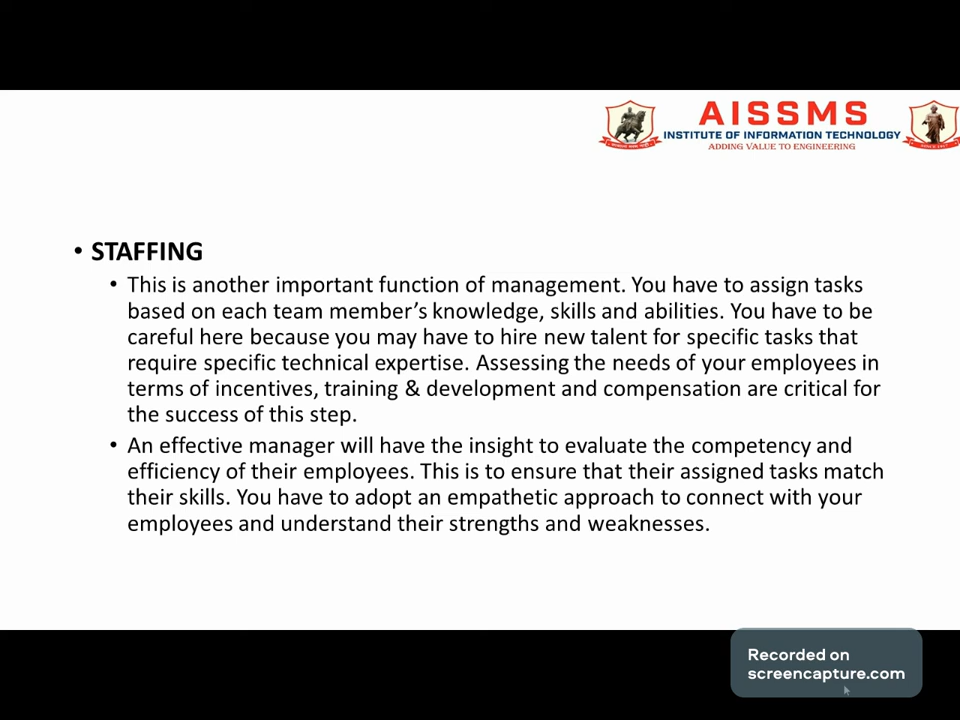 AISSMS
INSTITUTE OF INFORMATION TECHNOLOGY
ADDING VALUE TO ENGINEERING
• STAFFING
• This is another important function of management. You have to assign tasks
based on each team member’s knowledge, skills and abilities. You have to be
careful here because you may have to hire new talent for specific tasks that
require specific technical expertise. Assessing the needs of your employees in
terms of incentives, training & development and compensation are critical for
the success of this step.
• An effective manager will have the insight to evaluate the competency and
efficiency of their employees. This is to ensure that their assigned tasks match
their skills. You have to adopt an empathetic approach to connect with your
employees and understand their strengths and weaknesses.
Recorded on
screencapture.com